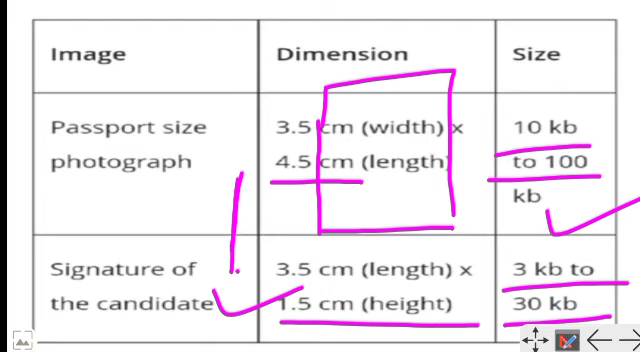 Image Dimension Size
Passport size 3.5 cm (width) x 10 kb
photograph 4.5 cm (length) to 100
kb
Signature of 3.5 cm (length) x 3 kb to
the candidate 1.5 cm (height) 30 kb